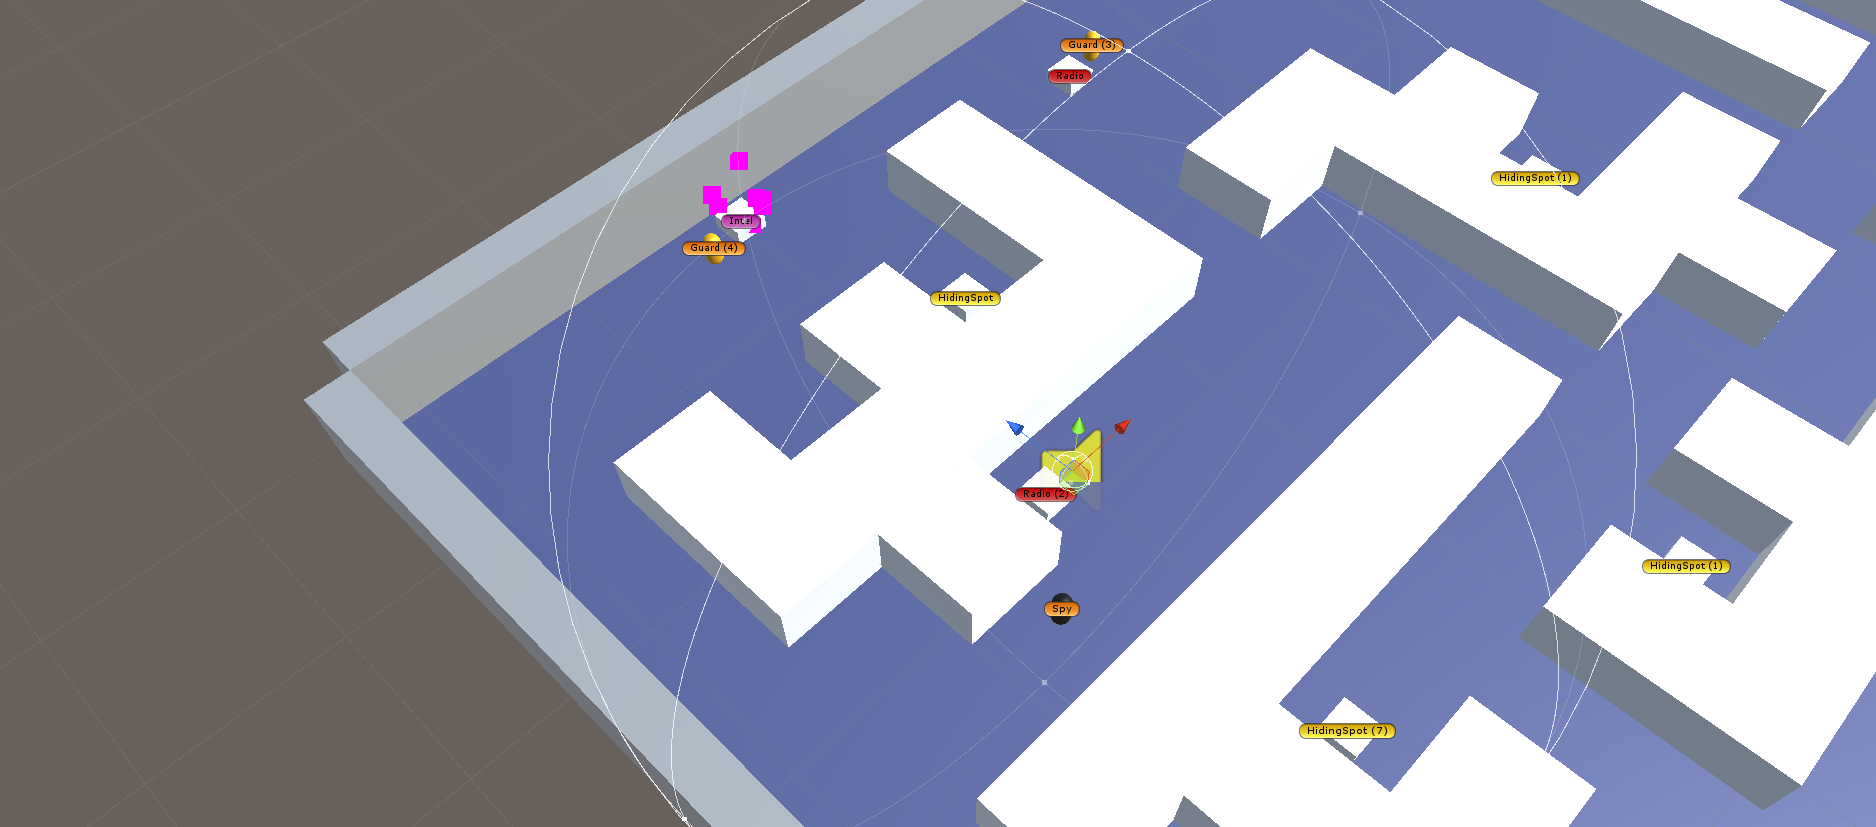 Guard (3)
Radio
HidingSpot (1)
Intel
Guard (4)
HidingSpot
Radio (2)
HidingSpot (1)
Spy
HidingSpot (7)